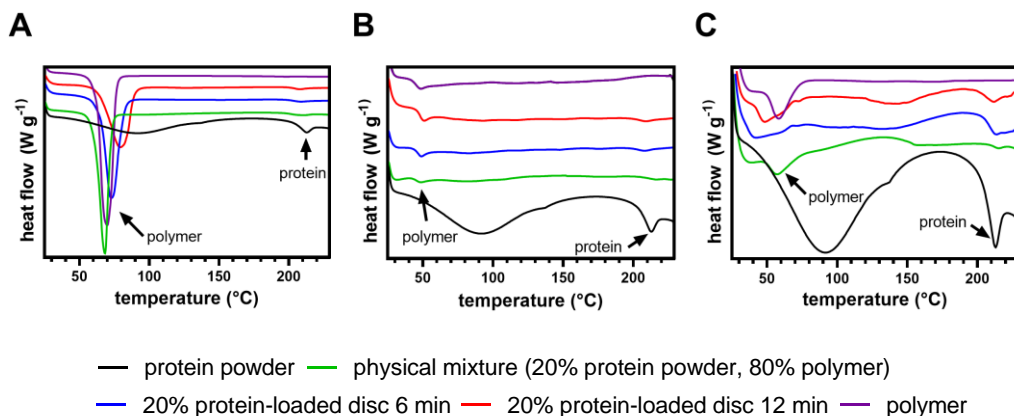 A
B
C
heat flow (W g⁻¹)
protein
polymer
50
100
150
200
temperature (°C)
heat flow (W g⁻¹)
polymer
protein
50
100
150
200
temperature (°C)
heat flow (W g⁻¹)
polymer
protein
50
100
150
200
temperature (°C)
protein powder
physical mixture (20% protein powder, 80% polymer)
20% protein-loaded disc 6 min
20% protein-loaded disc 12 min
polymer